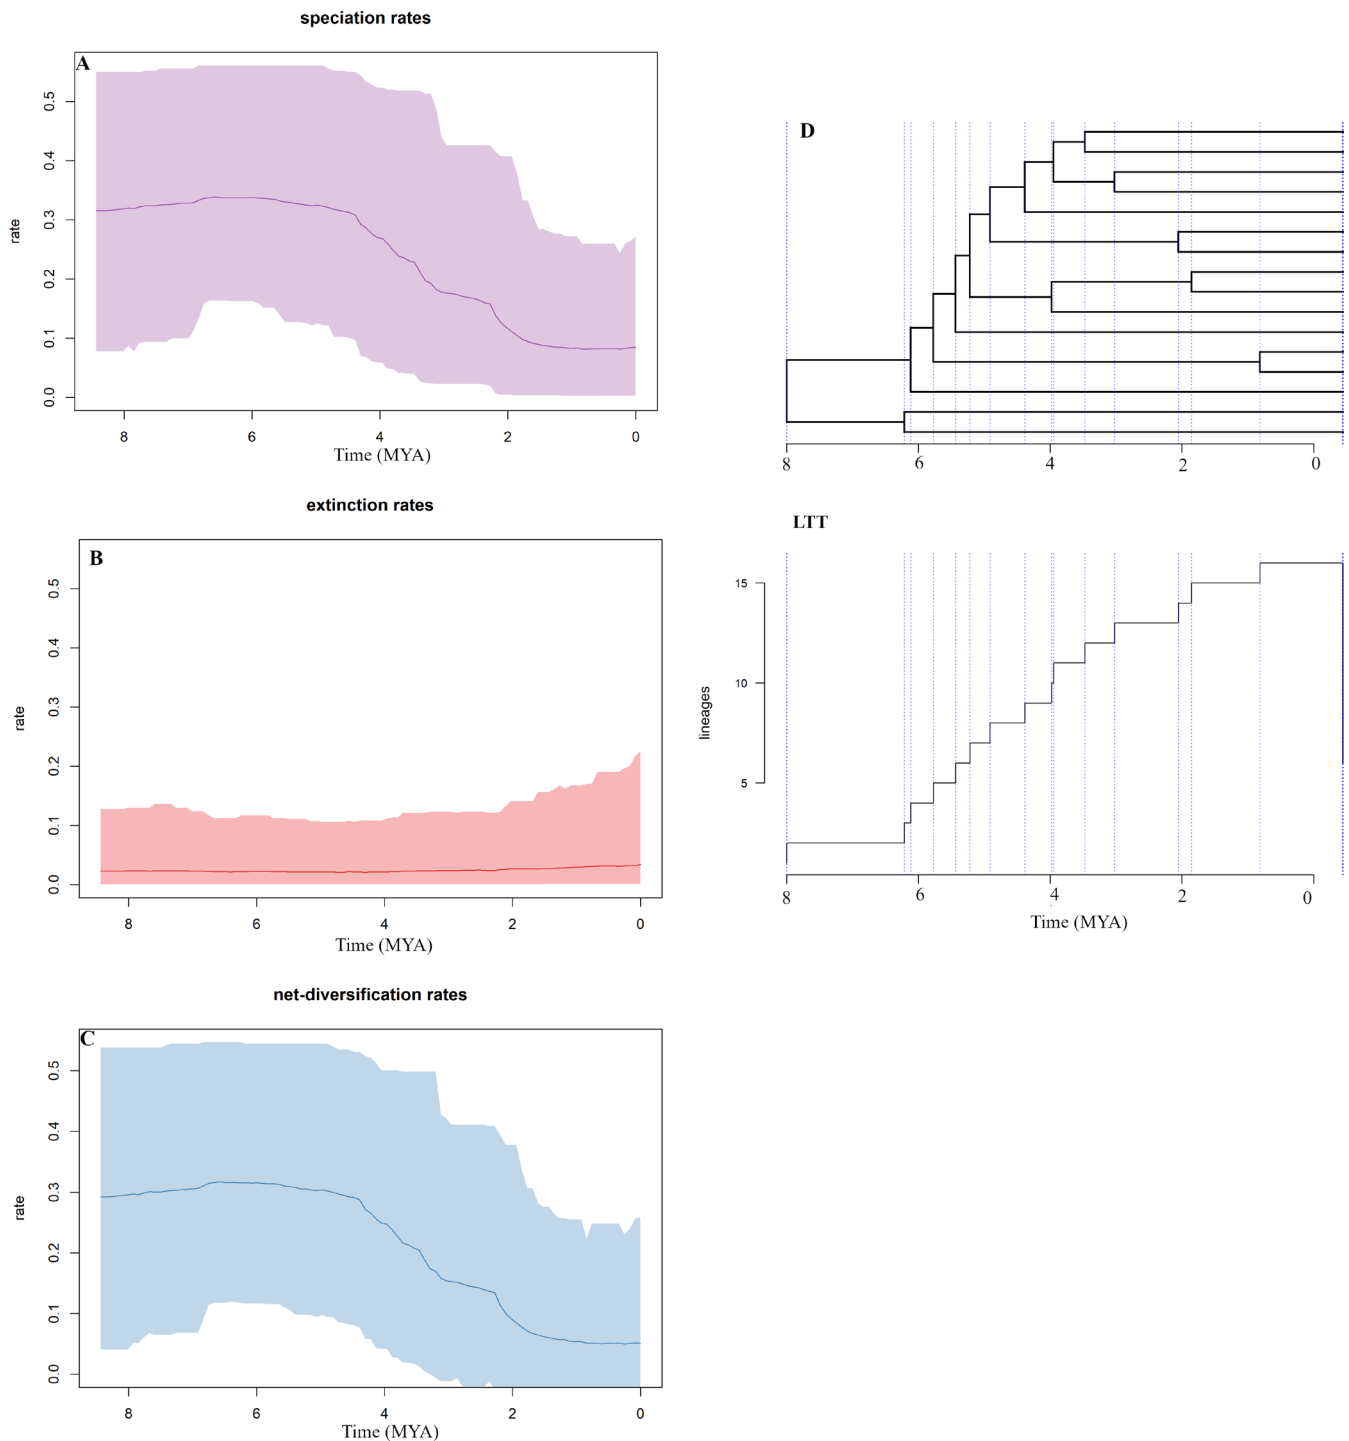 speciation rates
A
0.5
0.4
0.3
0.2
0.1
0.0
rate
8 6 4 2 0
Time (MYA)
extinction rates
B
0.5
0.4
0.3
0.2
0.1
0.0
rate
8 6 4 2 0
Time (MYA)
net-diversification rates
C
0.5
0.4
0.3
0.2
0.1
0.0
rate
8 6 4 2 0
Time (MYA)
D
8 6 4 2 0
LTT
15
10
5
lineages
8 6 4 2 0
Time (MYA)